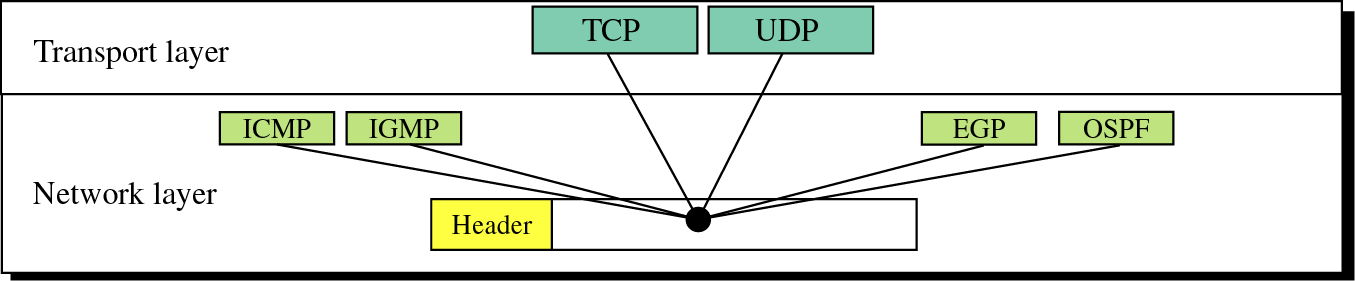 TCP UDP
Transport layer
ICMP IGMP EGP OSPF
Network layer
Header